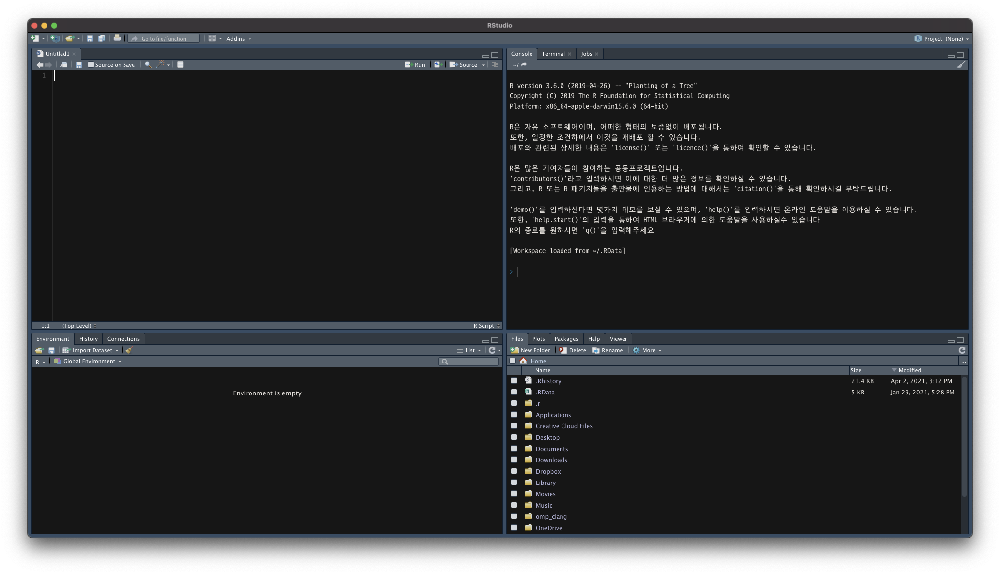 RStudio
Go to file/function
Addins
Project: (None)
Untitled1
Source on Save
Run
Source
1
1:1
(Top Level)
R Script
Console
Terminal
Jobs
~/
R version 3.6.0 (2019-04-26) -- "Planting of a Tree"
Copyright (C) 2019 The R Foundation for Statistical Computing
Platform: x86_64-apple-darwin15.6.0 (64-bit)
R은 자유 소프트웨어이며, 어떠한 형태의 보증없이 배포됩니다.
또한, 일정한 조건하에서 이것을 재배포 할 수 있습니다.
배포와 관련된 상세한 내용은 'license()' 또는 'licence()'을 통하여 확인할 수 있습니다.
R은 많은 기여자들이 참여하는 공동프로젝트입니다.
'contributors()'라고 입력하시면 이에 대한 더 많은 정보를 확인하실 수 있습니다.
그리고, R 또는 R 패키지들을 출판물에 인용하는 방법에 대해서는 'citation()'을 통해 확인하시길 부탁드립니다.
'demo()'를 입력하신다면 몇가지 데모를 보실 수 있으며, 'help()'를 입력하시면 온라인 도움말을 이용하실 수 있습니다.
또한, 'help.start()'의 입력을 통하여 HTML 브라우저에 의한 도움말을 사용하실수 있습니다
R의 종료를 원하시면 'q()'을 입력해주세요.
[Workspace loaded from ~/.RData]
>
Environment
History
Connections
Import Dataset
List
R
Global Environment
Environment is empty
Files
Plots
Packages
Help
Viewer
New Folder
Delete
Rename
More
Home
...
Name
Size
Modified
.Rhistory 21.4 KB Apr 2, 2021, 3:12 PM
.RData 5 KB Jan 29, 2021, 5:28 PM
.r
Applications
Creative Cloud Files
Desktop
Documents
Downloads
Dropbox
Library
Movies
Music
omp_clang
OneDrive